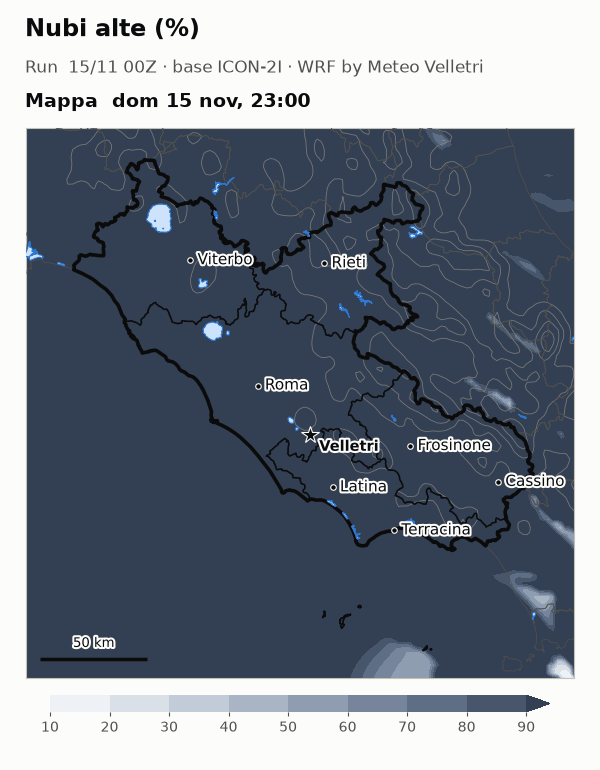 Nubi alte (%)
Run  15/11 00Z · base ICON-2I · WRF by Meteo Velletri
Mappa  dom 15 nov, 23:00
Viterbo
Rieti
Roma
Velletri
Frosinone
Cassino
Latina
Terracina
50 km
10 20 30 40 50 60 70 80 90